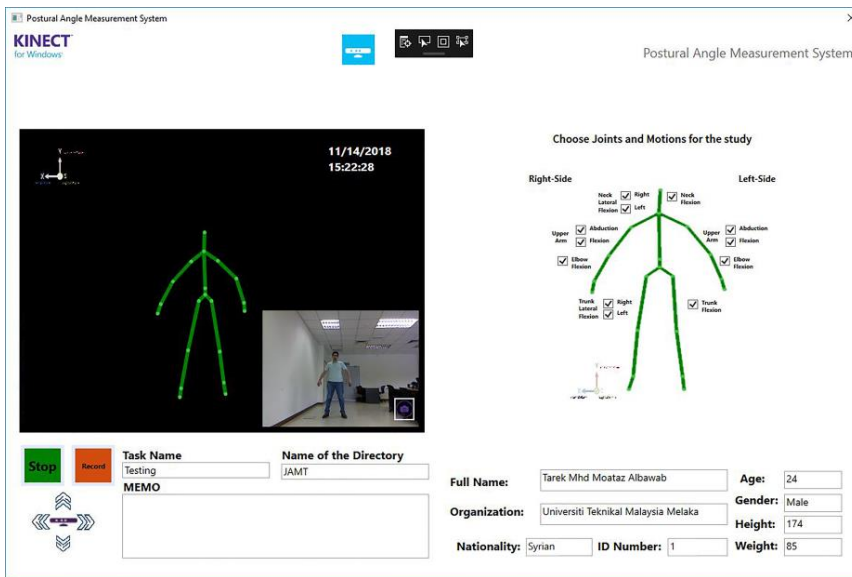 Postural Angle Measurement System
KINECT
for Windows
Postural Angle Measurement System
11/14/2018
15:22:28
Y
X
Choose Joints and Motions for the study
Right-Side
Left-Side
Neck Lateral Flexion
Right
Left
Neck Flexion
Upper Arm
Abduction
Flexion
Upper Arm
Abduction
Flexion
Elbow Flexion
Elbow Flexion
Trunk Lateral Flexion
Right
Left
Trunk Flexion
Stop
Record
Task Name
Testing
Name of the Directory
JAMT
MEMO
Full Name:
Tarek Mhd Moataz Albawab
Organization:
Universiti Teknikal Malaysia Melaka
Nationality:
Syrian
ID Number:
1
Age:
24
Gender:
Male
Height:
174
Weight:
85